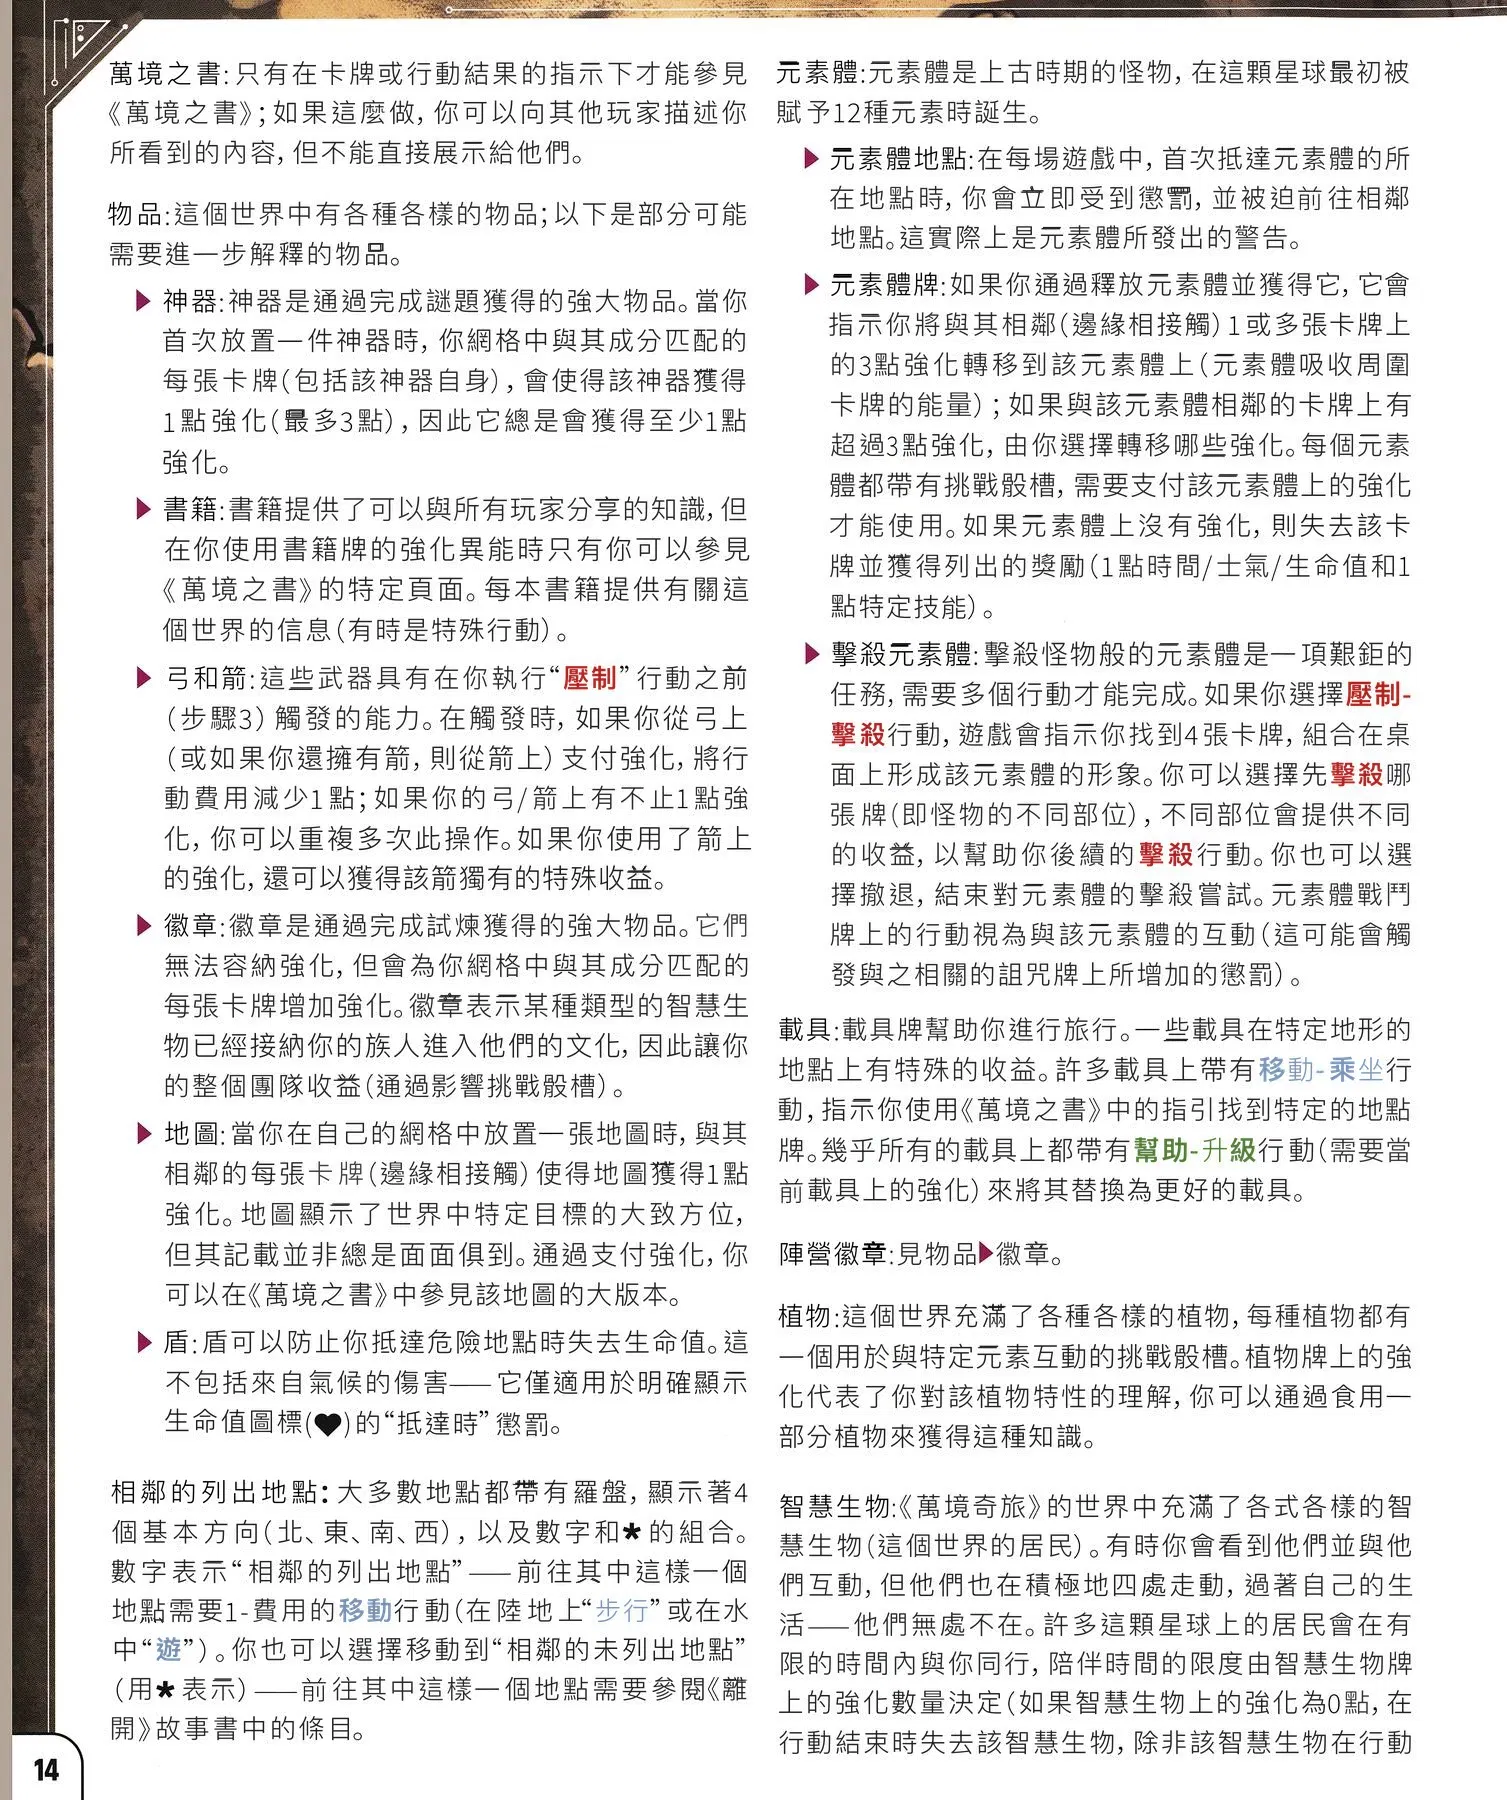 萬境之書:只有在卡牌或行動結果的指示下才能參見
《萬境之書》;如果這麼做,你可以向其他玩家描述你
所看到的內容,但不能直接展示給他們。
物品:這個世界中有各種各樣的物品;以下是部分可能
需要進一步解釋的物品。
神器:神器是通過完成謎題獲得的強大物品。當你
首次放置一件神器時,你網格中與其成分匹配的
每張卡牌(包括該神器自身),會使得該神器獲得
1點強化(最多3點),因此它總是會獲得至少1點
強化。
書籍:書籍提供了可以與所有玩家分享的知識,但
在你使用書籍牌的強化異能時只有你可以參見
《萬境之書》的特定頁面。每本書籍提供有關這
個世界的信息(有時是特殊行動)。
弓和箭:這些武器具有在你執行“壓制”行動之前
(步驟3)觸發的能力。在觸發時,如果你從弓上
(或如果你還擁有箭,則從箭上)支付強化,將行
動費用減少1點;如果你的弓/箭上有不止1點強
化,你可以重複多次此操作。如果你使用了箭上
的強化,還可以獲得該箭獨有的特殊收益。
徽章:徽章是通過完成試煉獲得的強大物品。它們
無法容納強化,但會為你網格中與其成分匹配的
每張卡牌增加強化。徽章表示某種類型的智慧生
物已經接納你的族人進入他們的文化,因此讓你
的整個團隊收益(通過影響挑戰骰槽)。
地圖:當你在自己的網格中放置一張地圖時,與其
相鄰的每張卡牌(邊緣相接觸)使得地圖獲得1點
強化。地圖顯示了世界中特定目標的大致方位,
但其記載並非總是面面俱到。通過支付強化,你
可以在《萬境之書》中參見該地圖的大版本。
盾:盾可以防止你抵達危險地點時失去生命值。這
不包括來自氣候的傷害——它僅適用於明確顯示
生命值圖標(♥)的“抵達時”懲罰。
相鄰的列出地點:大多數地點都帶有羅盤,顯示著4
個基本方向(北、東、南、西),以及數字和*的組合。
數字表示“相鄰的列出地點”——前往其中這樣一個
地點需要1-費用的移動行動(在陸地上“步行”或在水
中“遊”)。你也可以選擇移動到“相鄰的未列出地點”
(用*表示)——前往其中這樣一個地點需要參閱《離
開》故事書中的條目。
14
元素體:元素體是上古時期的怪物,在這顆星球最初被
賦予12種元素時誕生。
元素體地點:在每場遊戲中,首次抵達元素體的所
在地點時,你會立即受到懲罰,並被迫前往相鄰
地點。這實際上是元素體所發出的警告。
元素體牌:如果你通過釋放元素體並獲得它,它會
指示你將與其相鄰(邊緣相接觸)1或多張卡牌上
的3點強化轉移到該元素體上(元素體吸收周圍
卡牌的能量);如果與該元素體相鄰的卡牌上有
超過3點強化,由你選擇轉移哪些強化。每個元素
體都帶有挑戰骰槽,需要支付該元素體上的強化
才能使用。如果元素體上沒有強化,則失去該卡
牌並獲得列出的獎勵(1點時間/士氣/生命值和1
點特定技能)。
擊殺元素體:擊殺怪物般的元素體是一項艱鉅的
任務,需要多個行動才能完成。如果你選擇壓制-
擊殺行動,遊戲會指示你找到4張卡牌,組合在桌
面上形成該元素體的形象。你可以選擇先擊殺哪
張牌(即怪物的不同部位),不同部位會提供不同
的收益,以幫助你後續的擊殺行動。你也可以選
擇撤退,結束對元素體的擊殺嘗試。元素體戰鬥
牌上的行動視為與該元素體的互動(這可能會觸
發與之相關的詛咒牌上所增加的懲罰)。
載具:載具牌幫助你進行旅行。一些載具在特定地形的
地點上有特殊的收益。許多載具上帶有移動-乘坐行
動,指示你使用《萬境之書》中的指引找到特定的地點
牌。幾乎所有的載具上都帶有幫助-升級行動(需要當
前載具上的強化)來將其替換為更好的載具。
陣營徽章:見物品▶徽章。
植物:這個世界充滿了各種各樣的植物,每種植物都有
一個用於與特定元素互動的挑戰骰槽。植物牌上的強
化代表了你對該植物特性的理解,你可以通過食用一
部分植物來獲得這種知識。
智慧生物:《萬境奇旅》的世界中充滿了各式各樣的智
慧生物(這個世界的居民)。有時你會看到他們並與他
們互動,但他們也在積極地四處走動,過著自己的生
活——他們無處不在。許多這顆星球上的居民會在有
限的時間內與你同行,陪伴時間的限度由智慧生物牌
上的強化數量決定(如果智慧生物上的強化為0點,在
行動結束時失去該智慧生物,除非該智慧生物在行動